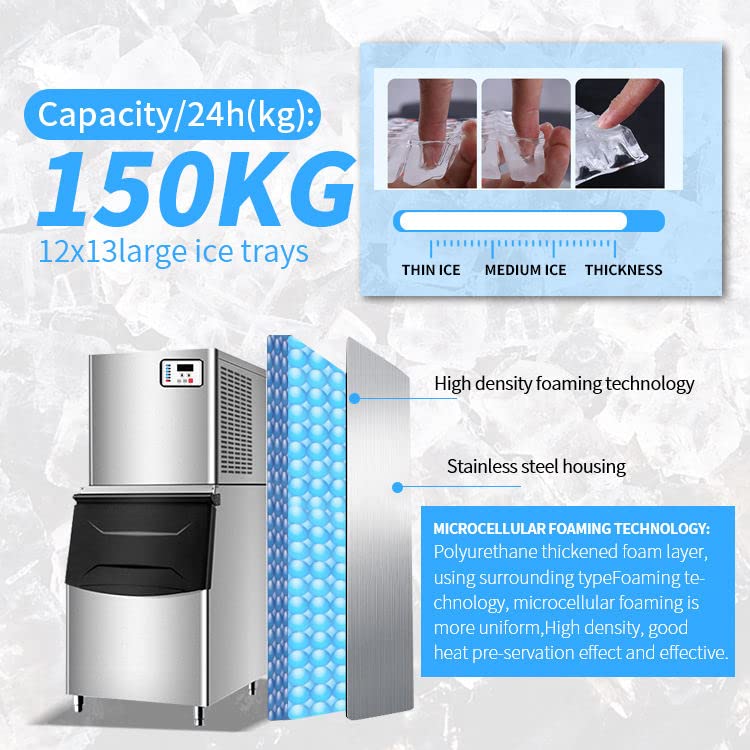 Capacity/24h(kg):
150KG
12x13large ice trays
THIN ICE MEDIUM ICE THICKNESS
High density foaming technology
Stainless steel housing
MICROCELLULAR FOAMING TECHNOLOGY:
Polyurethane thickened foam layer,
using surrounding typeFoaming te-
chnology, microcellular foaming is
more uniform,High density, good
heat pre-servation effect and effective.